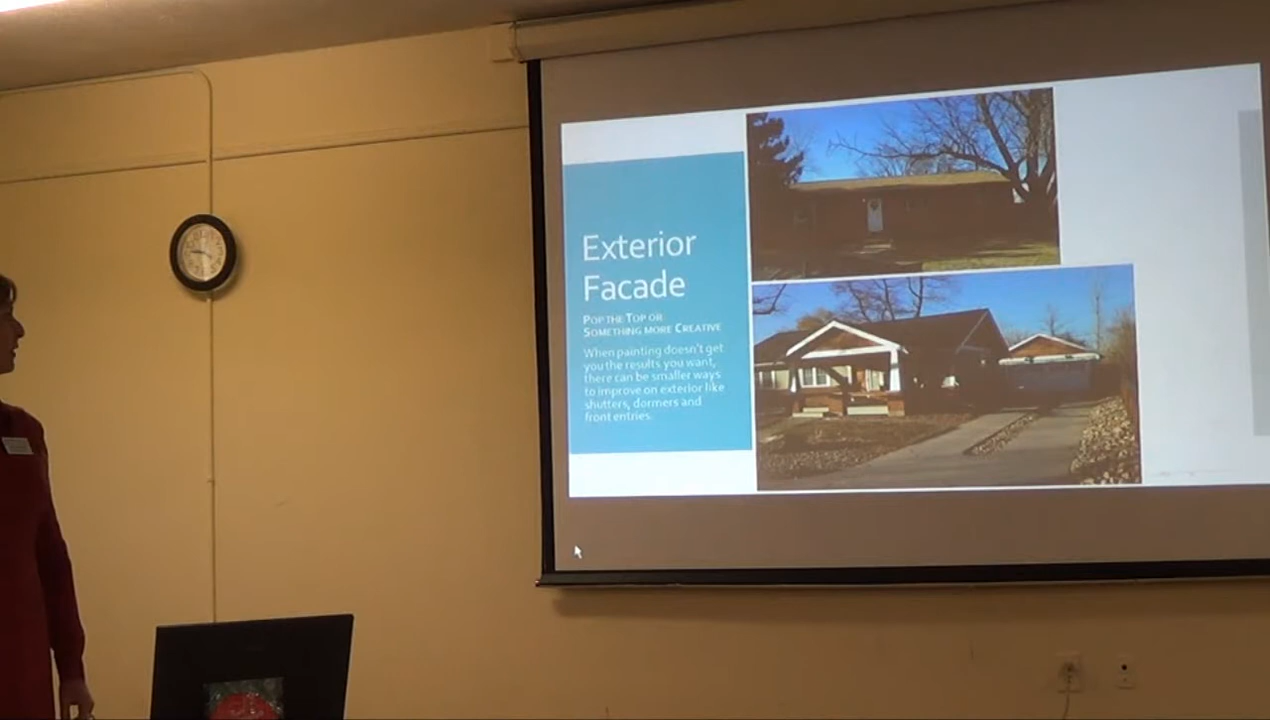 Exterior
Facade
Pop the Top or
Something more Creative
When painting doesn't get
you the results you want,
there can be smaller ways
to improve on exterior like
shutters, dormers and
front entries.